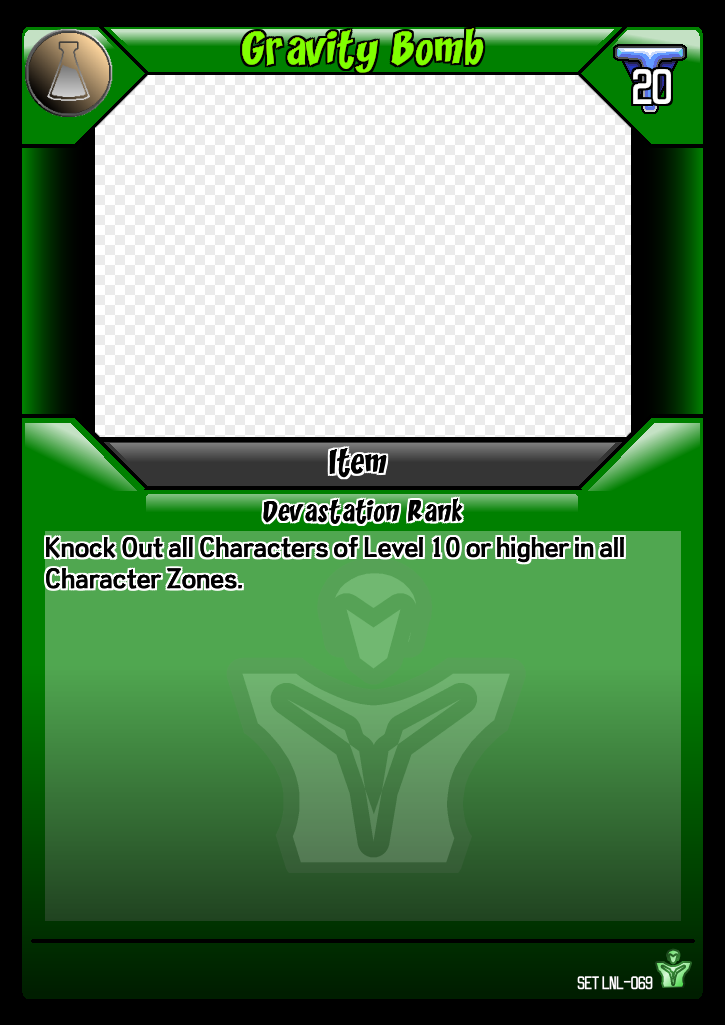 Gravity Bomb
20
Item
Devastation Rank
Knock Out all Characters of Level 10 or higher in all
Character Zones.
SET LNL-069